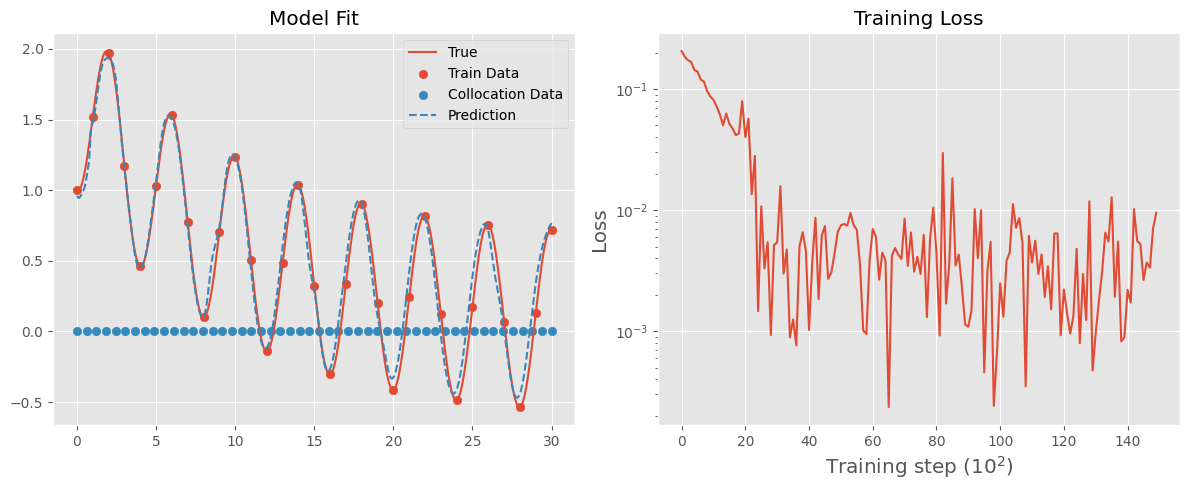 Model Fit
2.0
1.5
1.0
0.5
0.0
−0.5
0 5 10 15 20 25 30
True
Train Data
Collocation Data
Prediction
Training Loss
Loss
10⁻¹
10⁻²
10⁻³
0 20 40 60 80 100 120 140
Training step (10²)